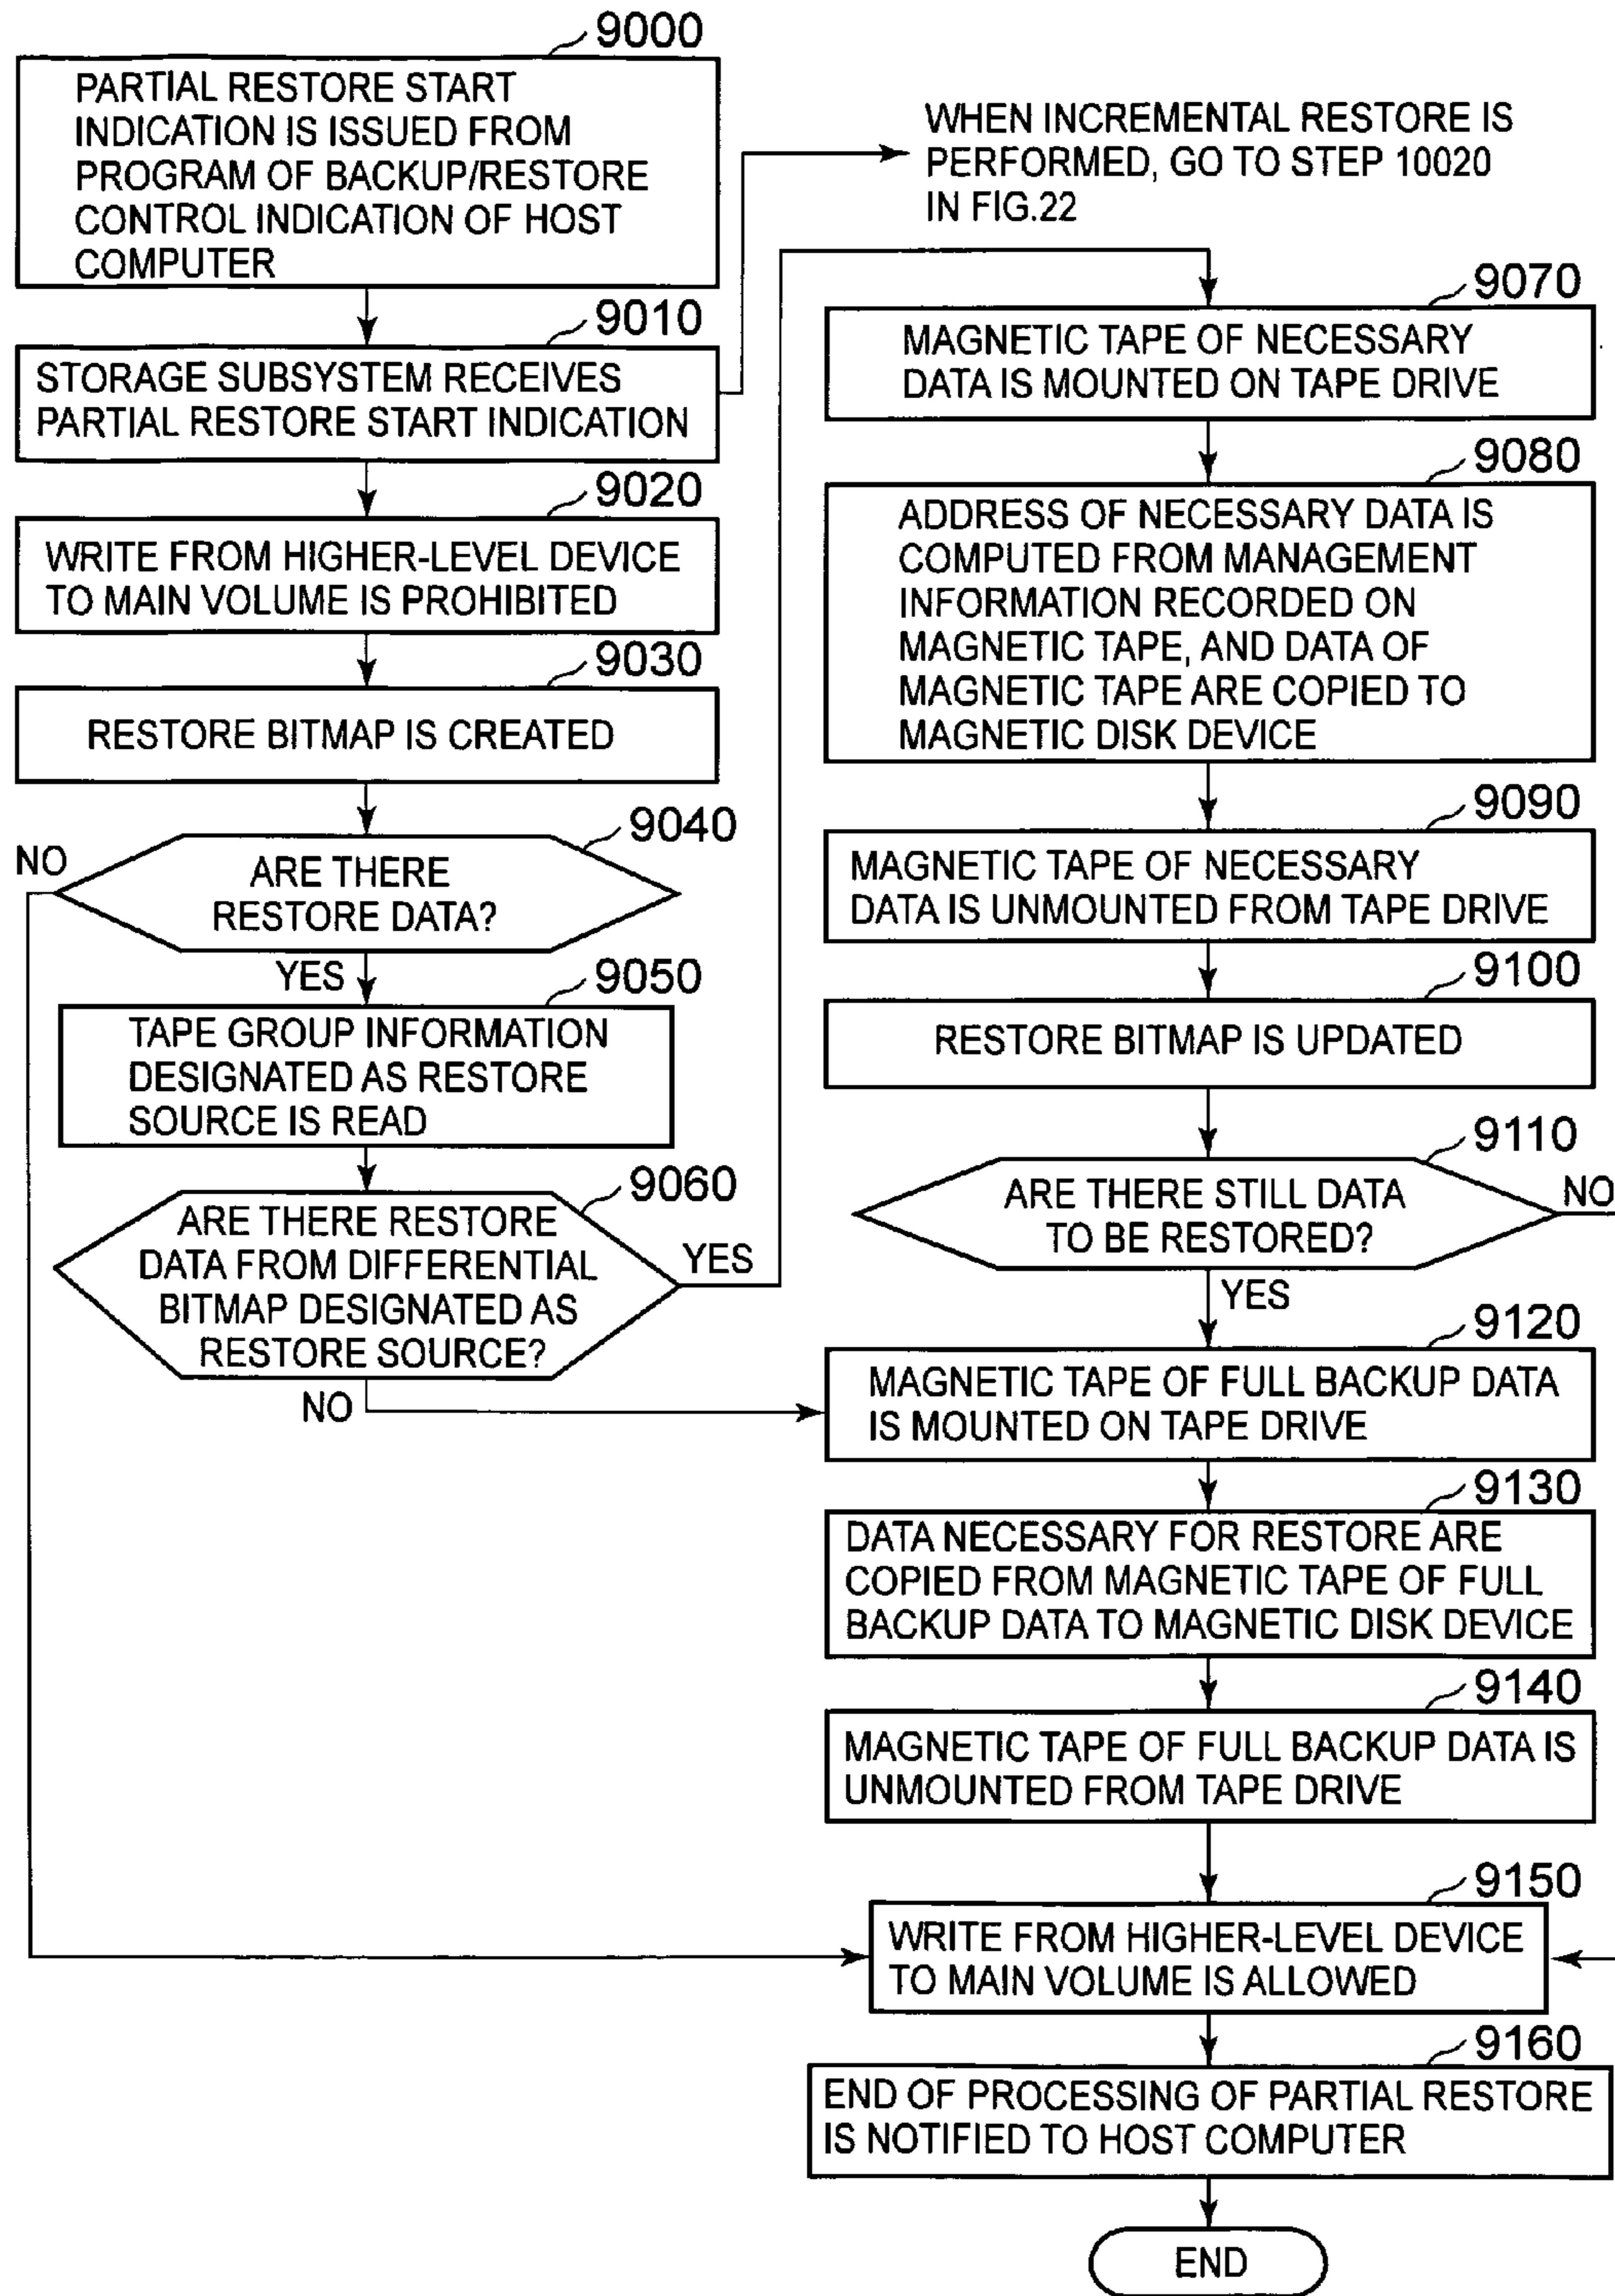 9000
PARTIAL RESTORE START
INDICATION IS ISSUED FROM
PROGRAM OF BACKUP/RESTORE
CONTROL INDICATION OF HOST
COMPUTER
WHEN INCREMENTAL RESTORE IS
PERFORMED, GO TO STEP 10020
IN FIG.22
9010
STORAGE SUBSYSTEM RECEIVES
PARTIAL RESTORE START INDICATION
9020
WRITE FROM HIGHER-LEVEL DEVICE
TO MAIN VOLUME IS PROHIBITED
9030
RESTORE BITMAP IS CREATED
9040
NO
ARE THERE
RESTORE DATA?
YES
9050
TAPE GROUP INFORMATION
DESIGNATED AS RESTORE
SOURCE IS READ
9060
ARE THERE RESTORE
DATA FROM DIFFERENTIAL
BITMAP DESIGNATED AS
RESTORE SOURCE?
YES
NO
9070
MAGNETIC TAPE OF NECESSARY
DATA IS MOUNTED ON TAPE DRIVE
9080
ADDRESS OF NECESSARY DATA IS
COMPUTED FROM MANAGEMENT
INFORMATION RECORDED ON
MAGNETIC TAPE, AND DATA OF
MAGNETIC TAPE ARE COPIED TO
MAGNETIC DISK DEVICE
9090
MAGNETIC TAPE OF NECESSARY
DATA IS UNMOUNTED FROM TAPE DRIVE
9100
RESTORE BITMAP IS UPDATED
9110
ARE THERE STILL DATA
TO BE RESTORED?
NO
YES
9120
MAGNETIC TAPE OF FULL BACKUP DATA
IS MOUNTED ON TAPE DRIVE
9130
DATA NECESSARY FOR RESTORE ARE
COPIED FROM MAGNETIC TAPE OF FULL
BACKUP DATA TO MAGNETIC DISK DEVICE
9140
MAGNETIC TAPE OF FULL BACKUP DATA IS
UNMOUNTED FROM TAPE DRIVE
9150
WRITE FROM HIGHER-LEVEL DEVICE
TO MAIN VOLUME IS ALLOWED
9160
END OF PROCESSING OF PARTIAL RESTORE
IS NOTIFIED TO HOST COMPUTER
END